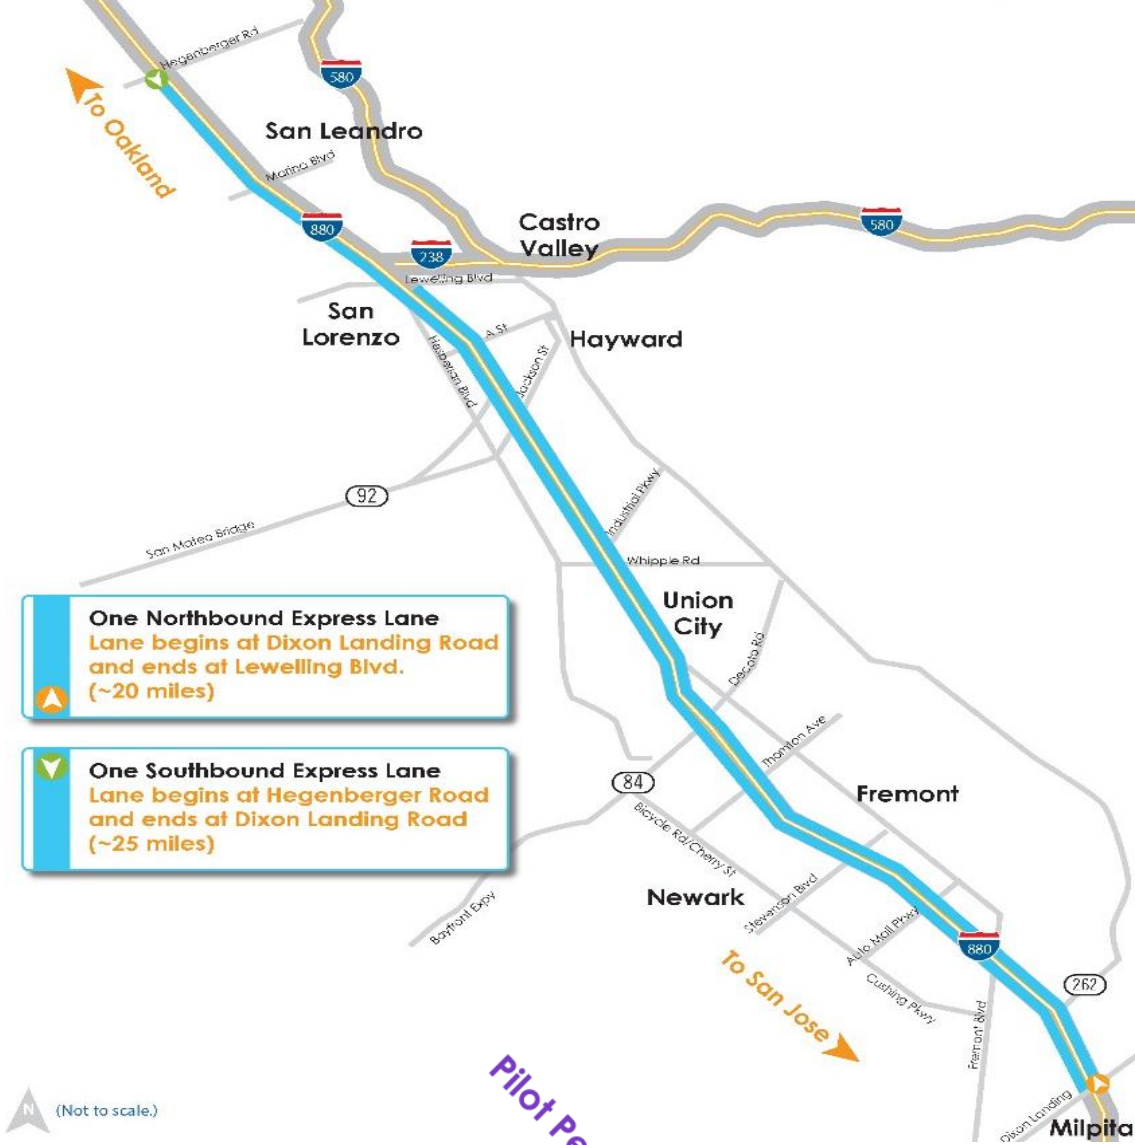 Hegenberger Rd
580
To Oakland
San Leandro
Marina Blvd
880
Castro
Valley
580
238
Lewelling Blvd
San
Lorenzo
A St
Hayward
Hesperian Blvd
Jackson St
92
San Mateo Bridge
Industrial Pkwy
Whipple Rd
One Northbound Express Lane
Lane begins at Dixon Landing Road
and ends at Lewelling Blvd.
(~20 miles)
Union
City
Decoto Rd
Thornton Ave
One Southbound Express Lane
Lane begins at Hegenberger Road
and ends at Dixon Landing Road
(~25 miles)
84
Fremont
Bicycle Rd/Cherry St
Newark
Stevenson Blvd
Bayfront Expy
Auto Mall Pkwy
880
To San Jose
Cushing Pkwy
262
Fremont Blvd
Pilot Pe
N
(Not to scale.)
Dixon Landing
Milpita